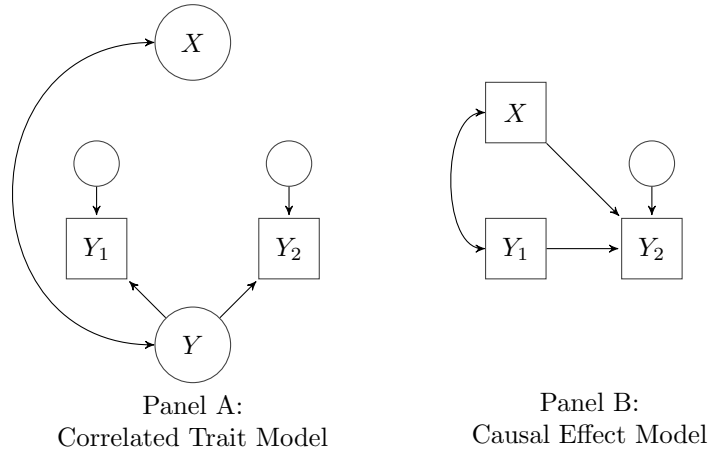 X
Y₁
Y₂
Y
Panel A:
Correlated Trait Model
X
Y₁
Y₂
Panel B:
Causal Effect Model